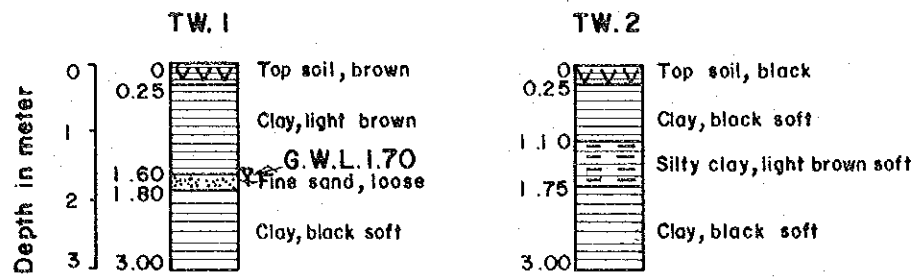 TW. 1
TW. 2
Depth in meter
0
1
2
3
0
0.25
1.60
1.80
3.00
Top soil, brown
Clay, light brown
G.W.L. 1.70
Fine sand, loose
Clay, black soft
0
0.25
1.10
1.75
3.00
Top soil, black
Clay, black soft
Silty clay, light brown soft
Clay, black soft